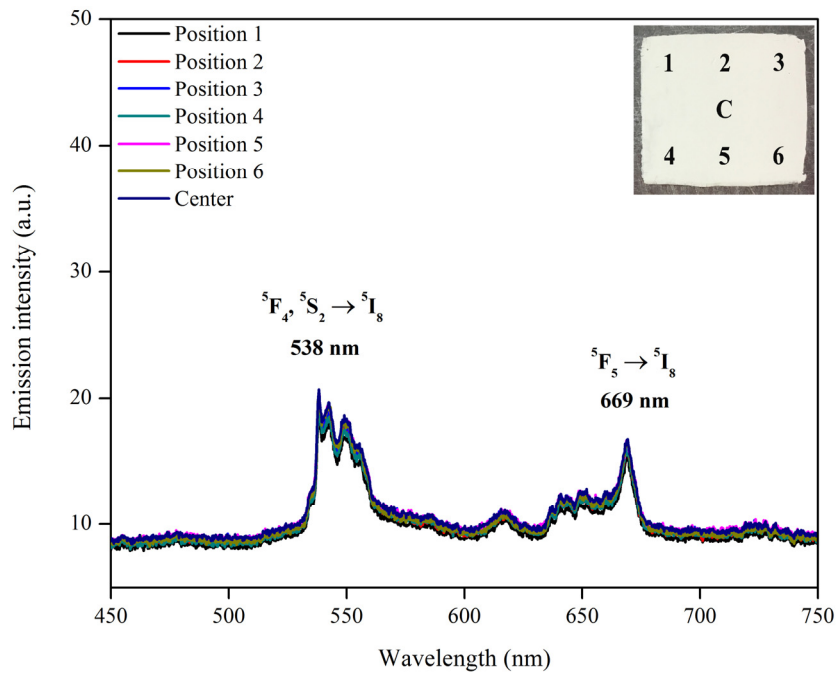 50
40
30
20
10
Emission intensity (a.u.)
Position 1
Position 2
Position 3
Position 4
Position 5
Position 6
Center
1 2 3
C
4 5 6
⁵F₄, ⁵S₂ → ⁵I₈
538 nm
⁵F₅ → ⁵I₈
669 nm
450 500 550 600 650 700 750
Wavelength (nm)